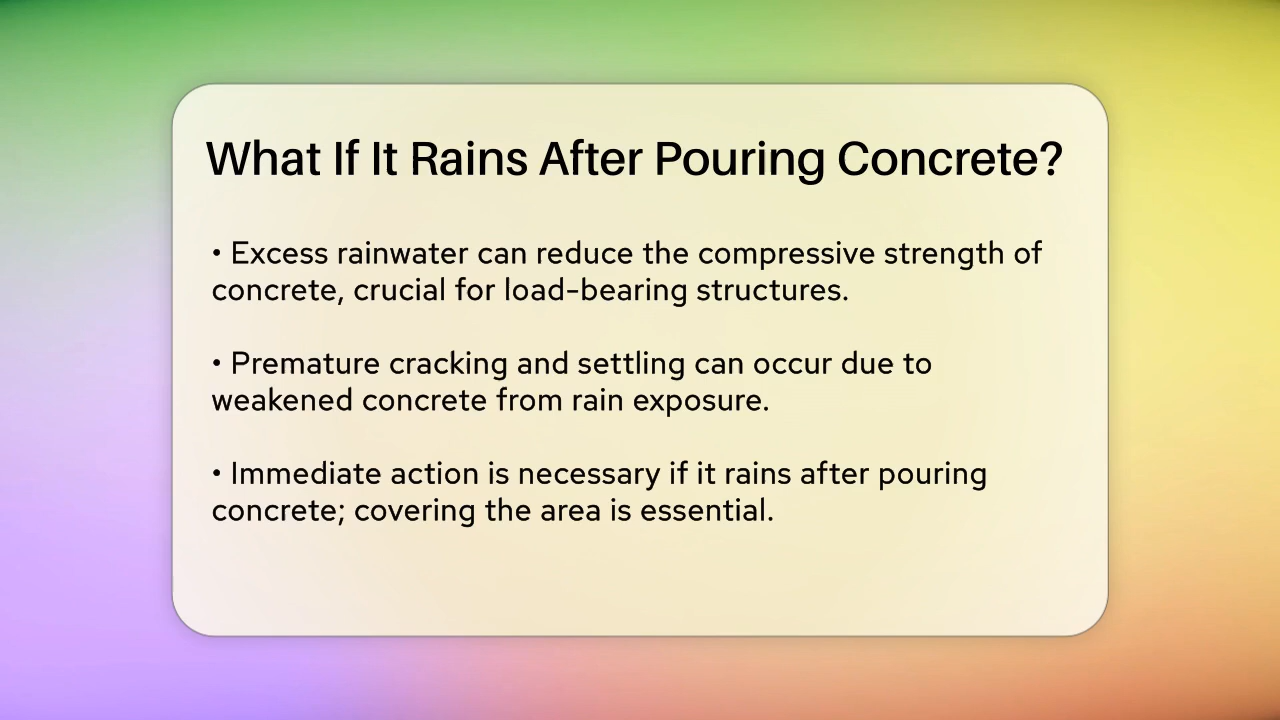 What If It Rains After Pouring Concrete?
• Excess rainwater can reduce the compressive strength of
concrete, crucial for load-bearing structures.
• Premature cracking and settling can occur due to
weakened concrete from rain exposure.
• Immediate action is necessary if it rains after pouring
concrete; covering the area is essential.